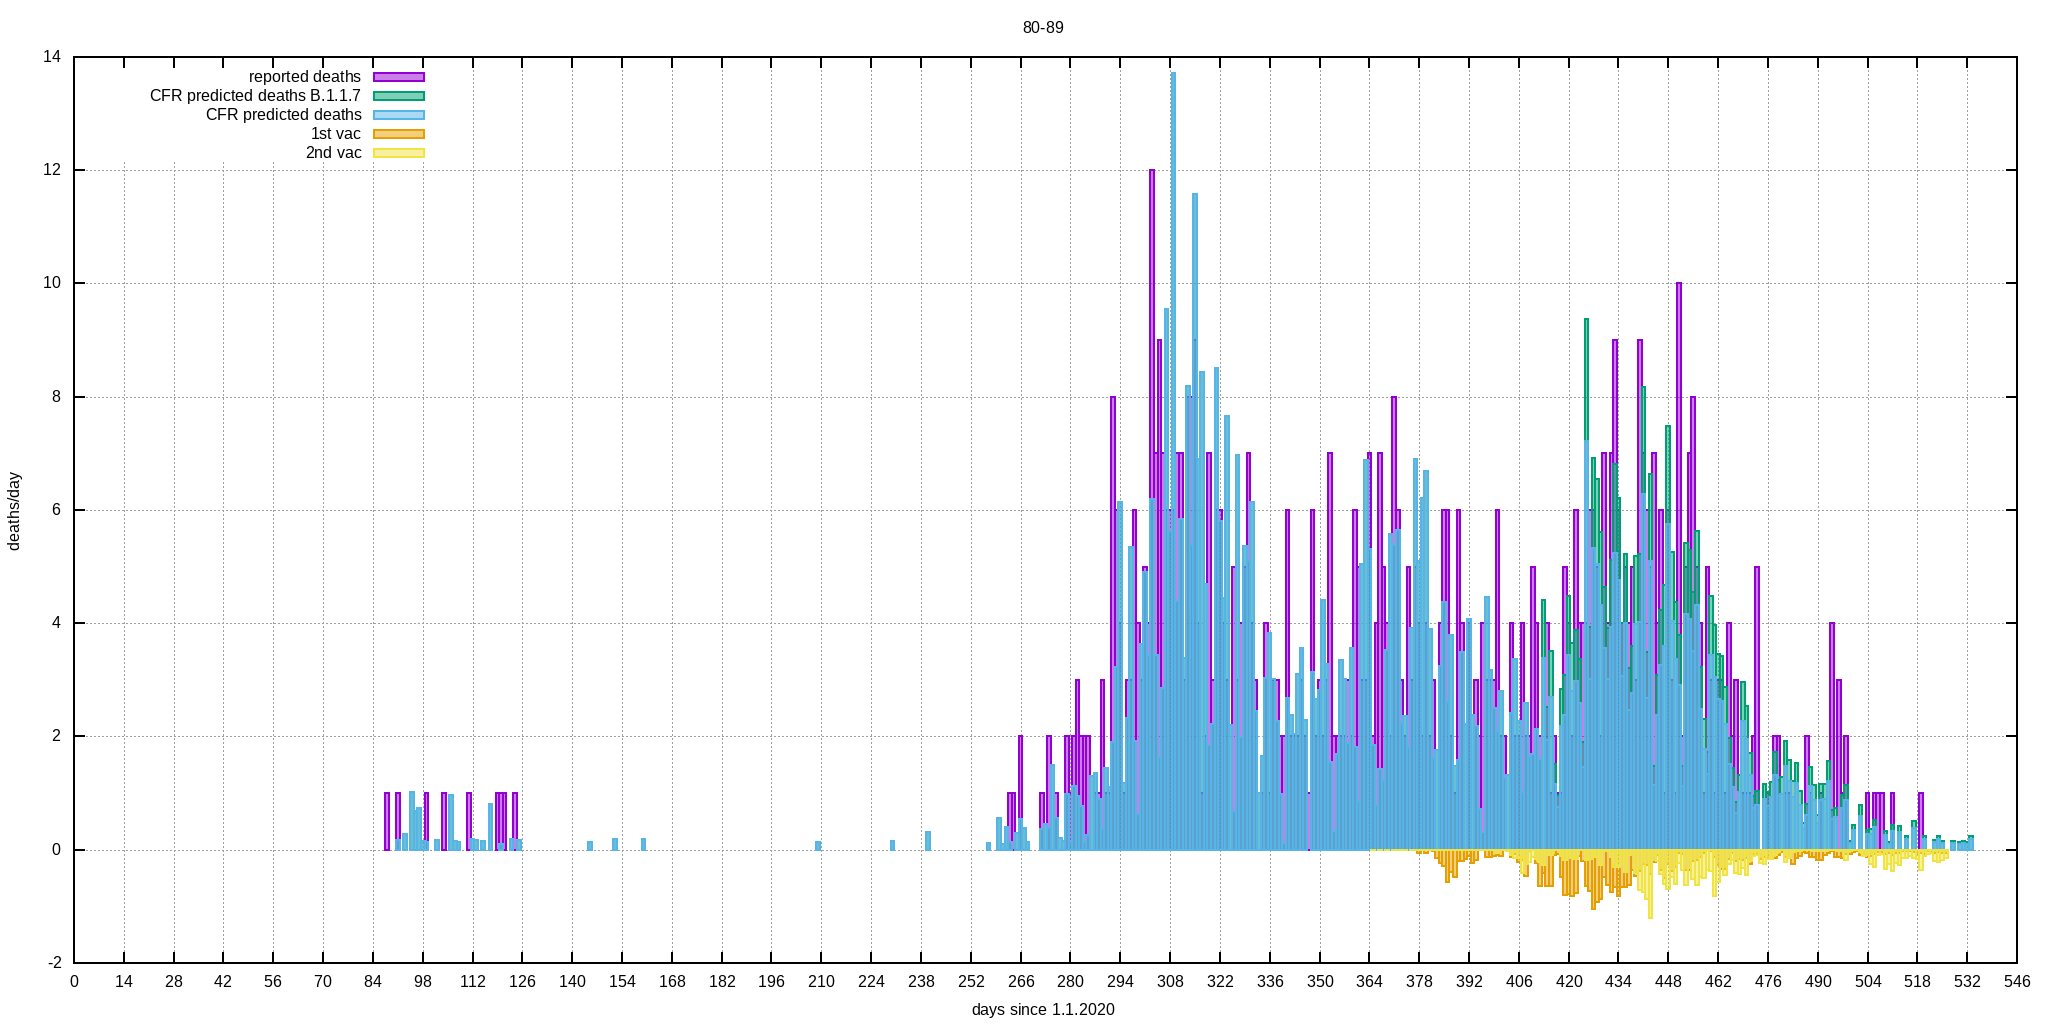 80-89
reported deaths
CFR predicted deaths B.1.1.7
CFR predicted deaths
1st vac
2nd vac
14
12
10
8
6
4
2
0
-2
deaths/day
0 14 28 42 56 70 84 98 112 126 140 154 168 182 196 210 224 238 252 266 280 294 308 322 336 350 364 378 392 406 420 434 448 462 476 490 504 518 532 546
days since 1.1.2020